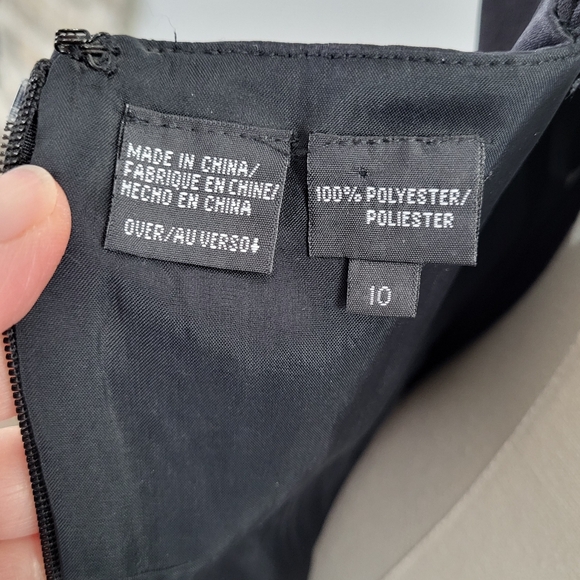 MADE IN CHINA/
FABRIQUE EN CHINE/
HECHO EN CHINA
OVER/AU VERSO↓
100% POLYESTER/
POLIESTER
10